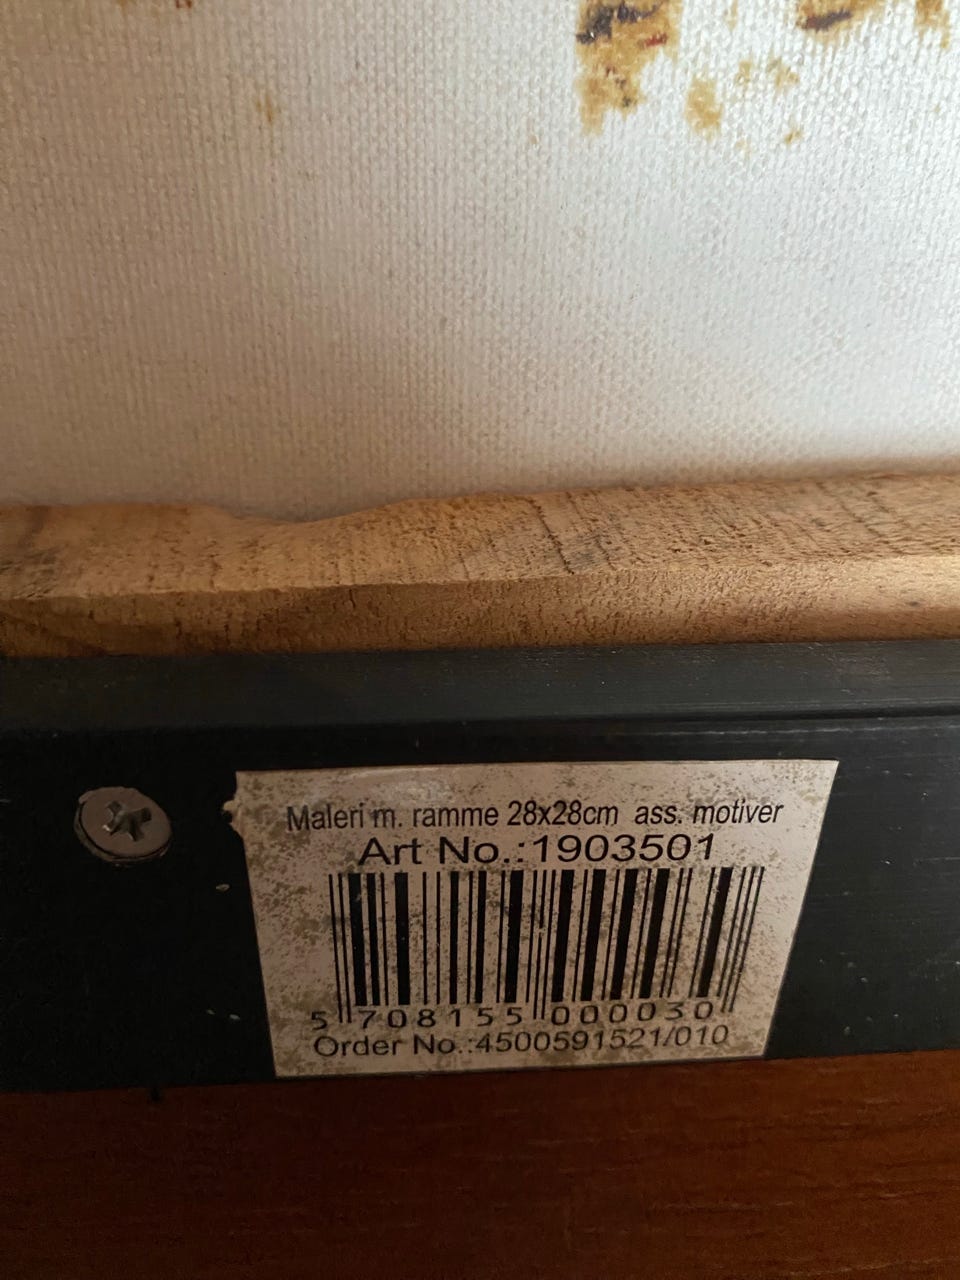 Maleri m. ramme 28x28cm ass. motiver
Art No.:1903501
5 708155 000030
Order No.:4500591521/010